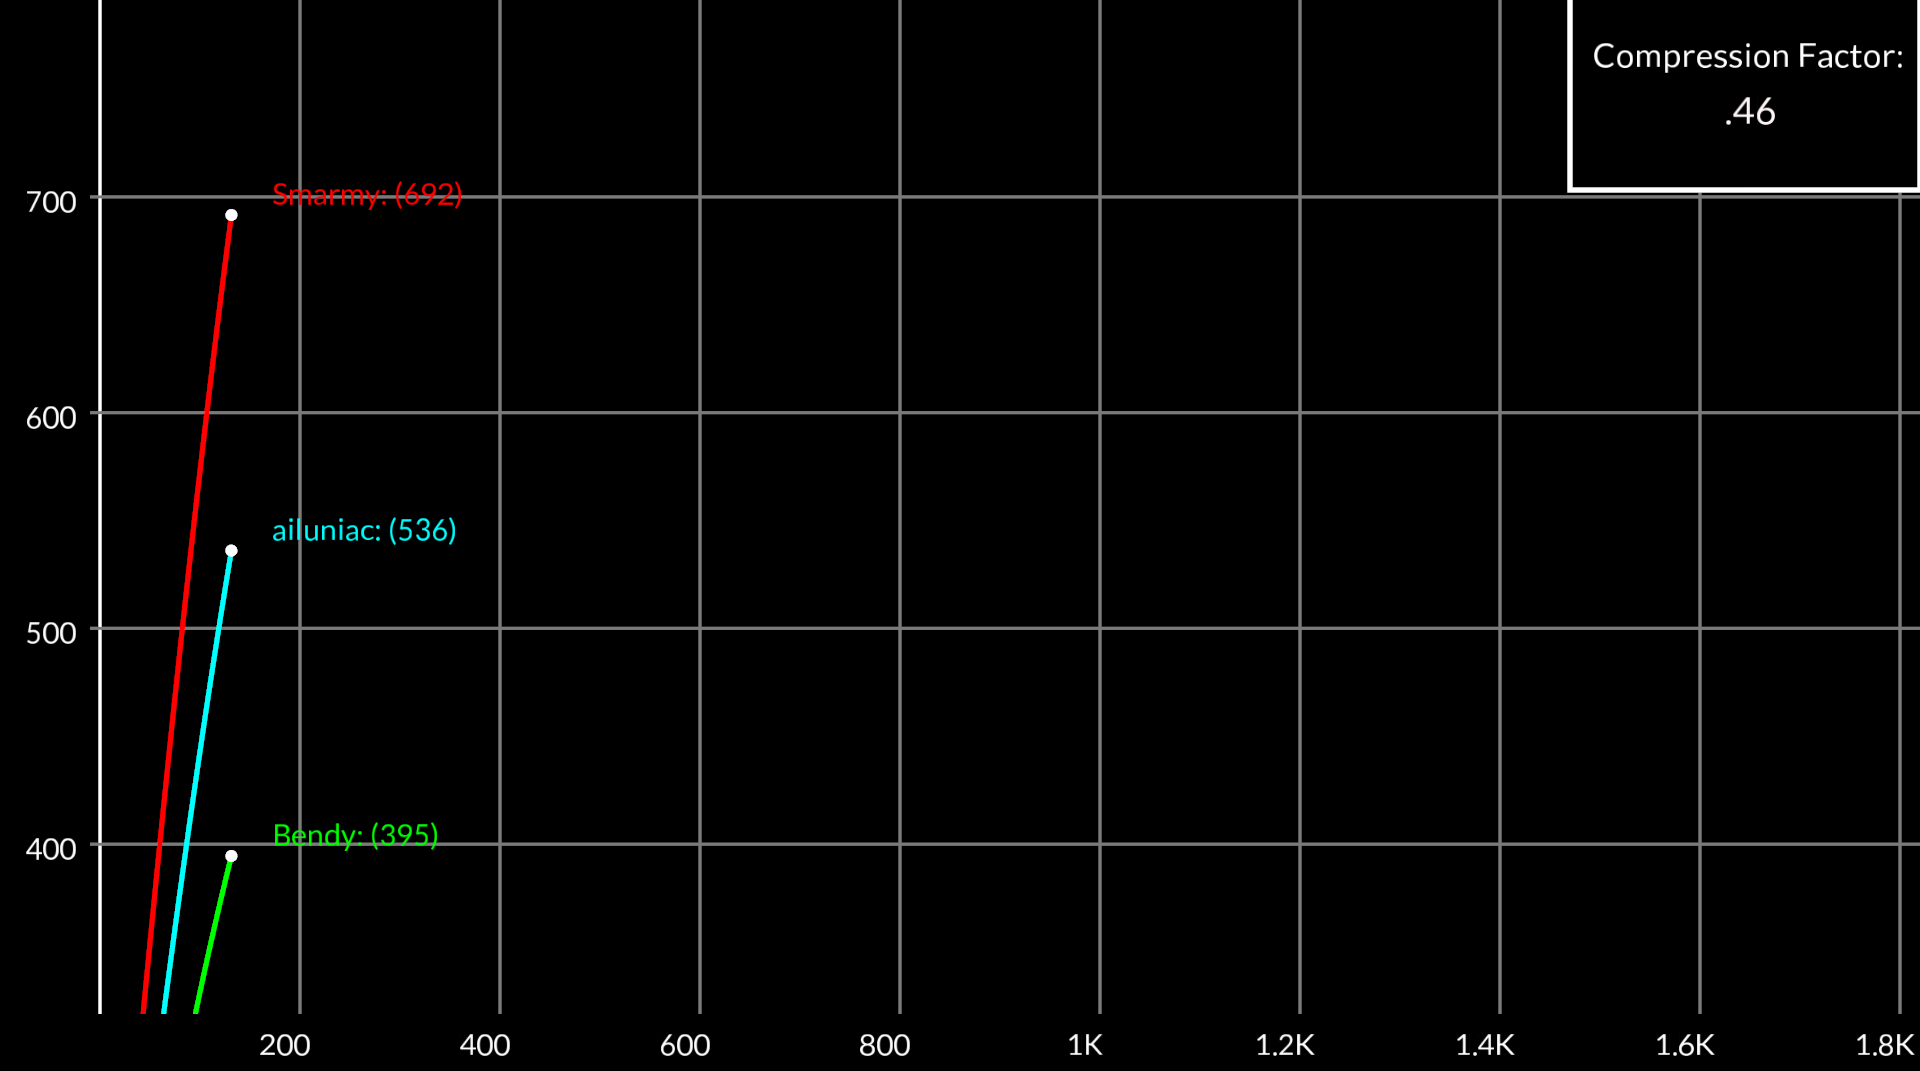 Compression Factor:
.46
700
Smarmy: (692)
600
ailuniac: (536)
500
Bendy: (395)
400
200 400 600 800 1K 1.2K 1.4K 1.6K 1.8K